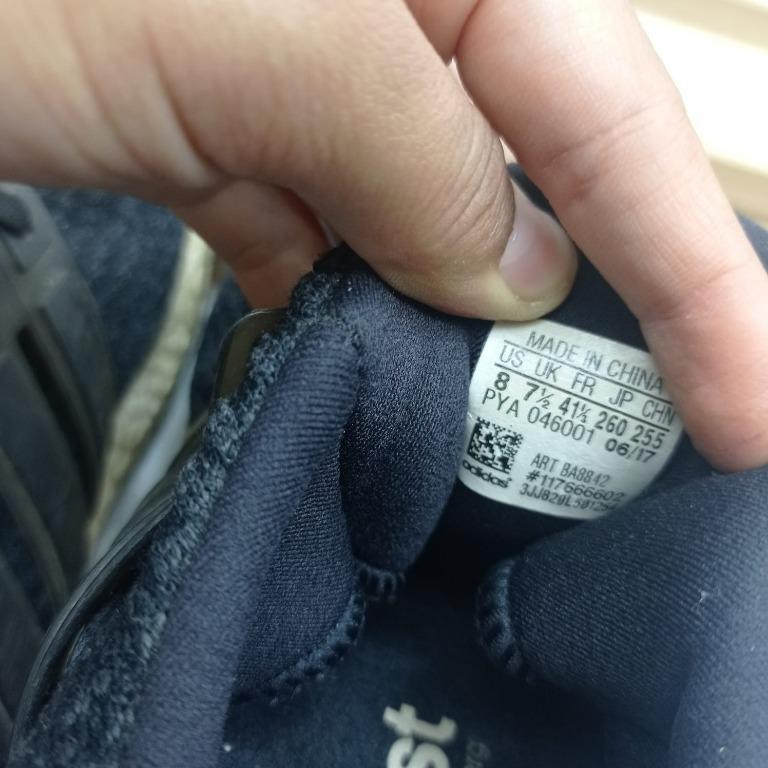 MADE IN CHINA
US UK FR JP CHN
8 7½ 41⅓ 260 255
PYA 046001 06/17
ART BA8842
#117666602
adidas
st